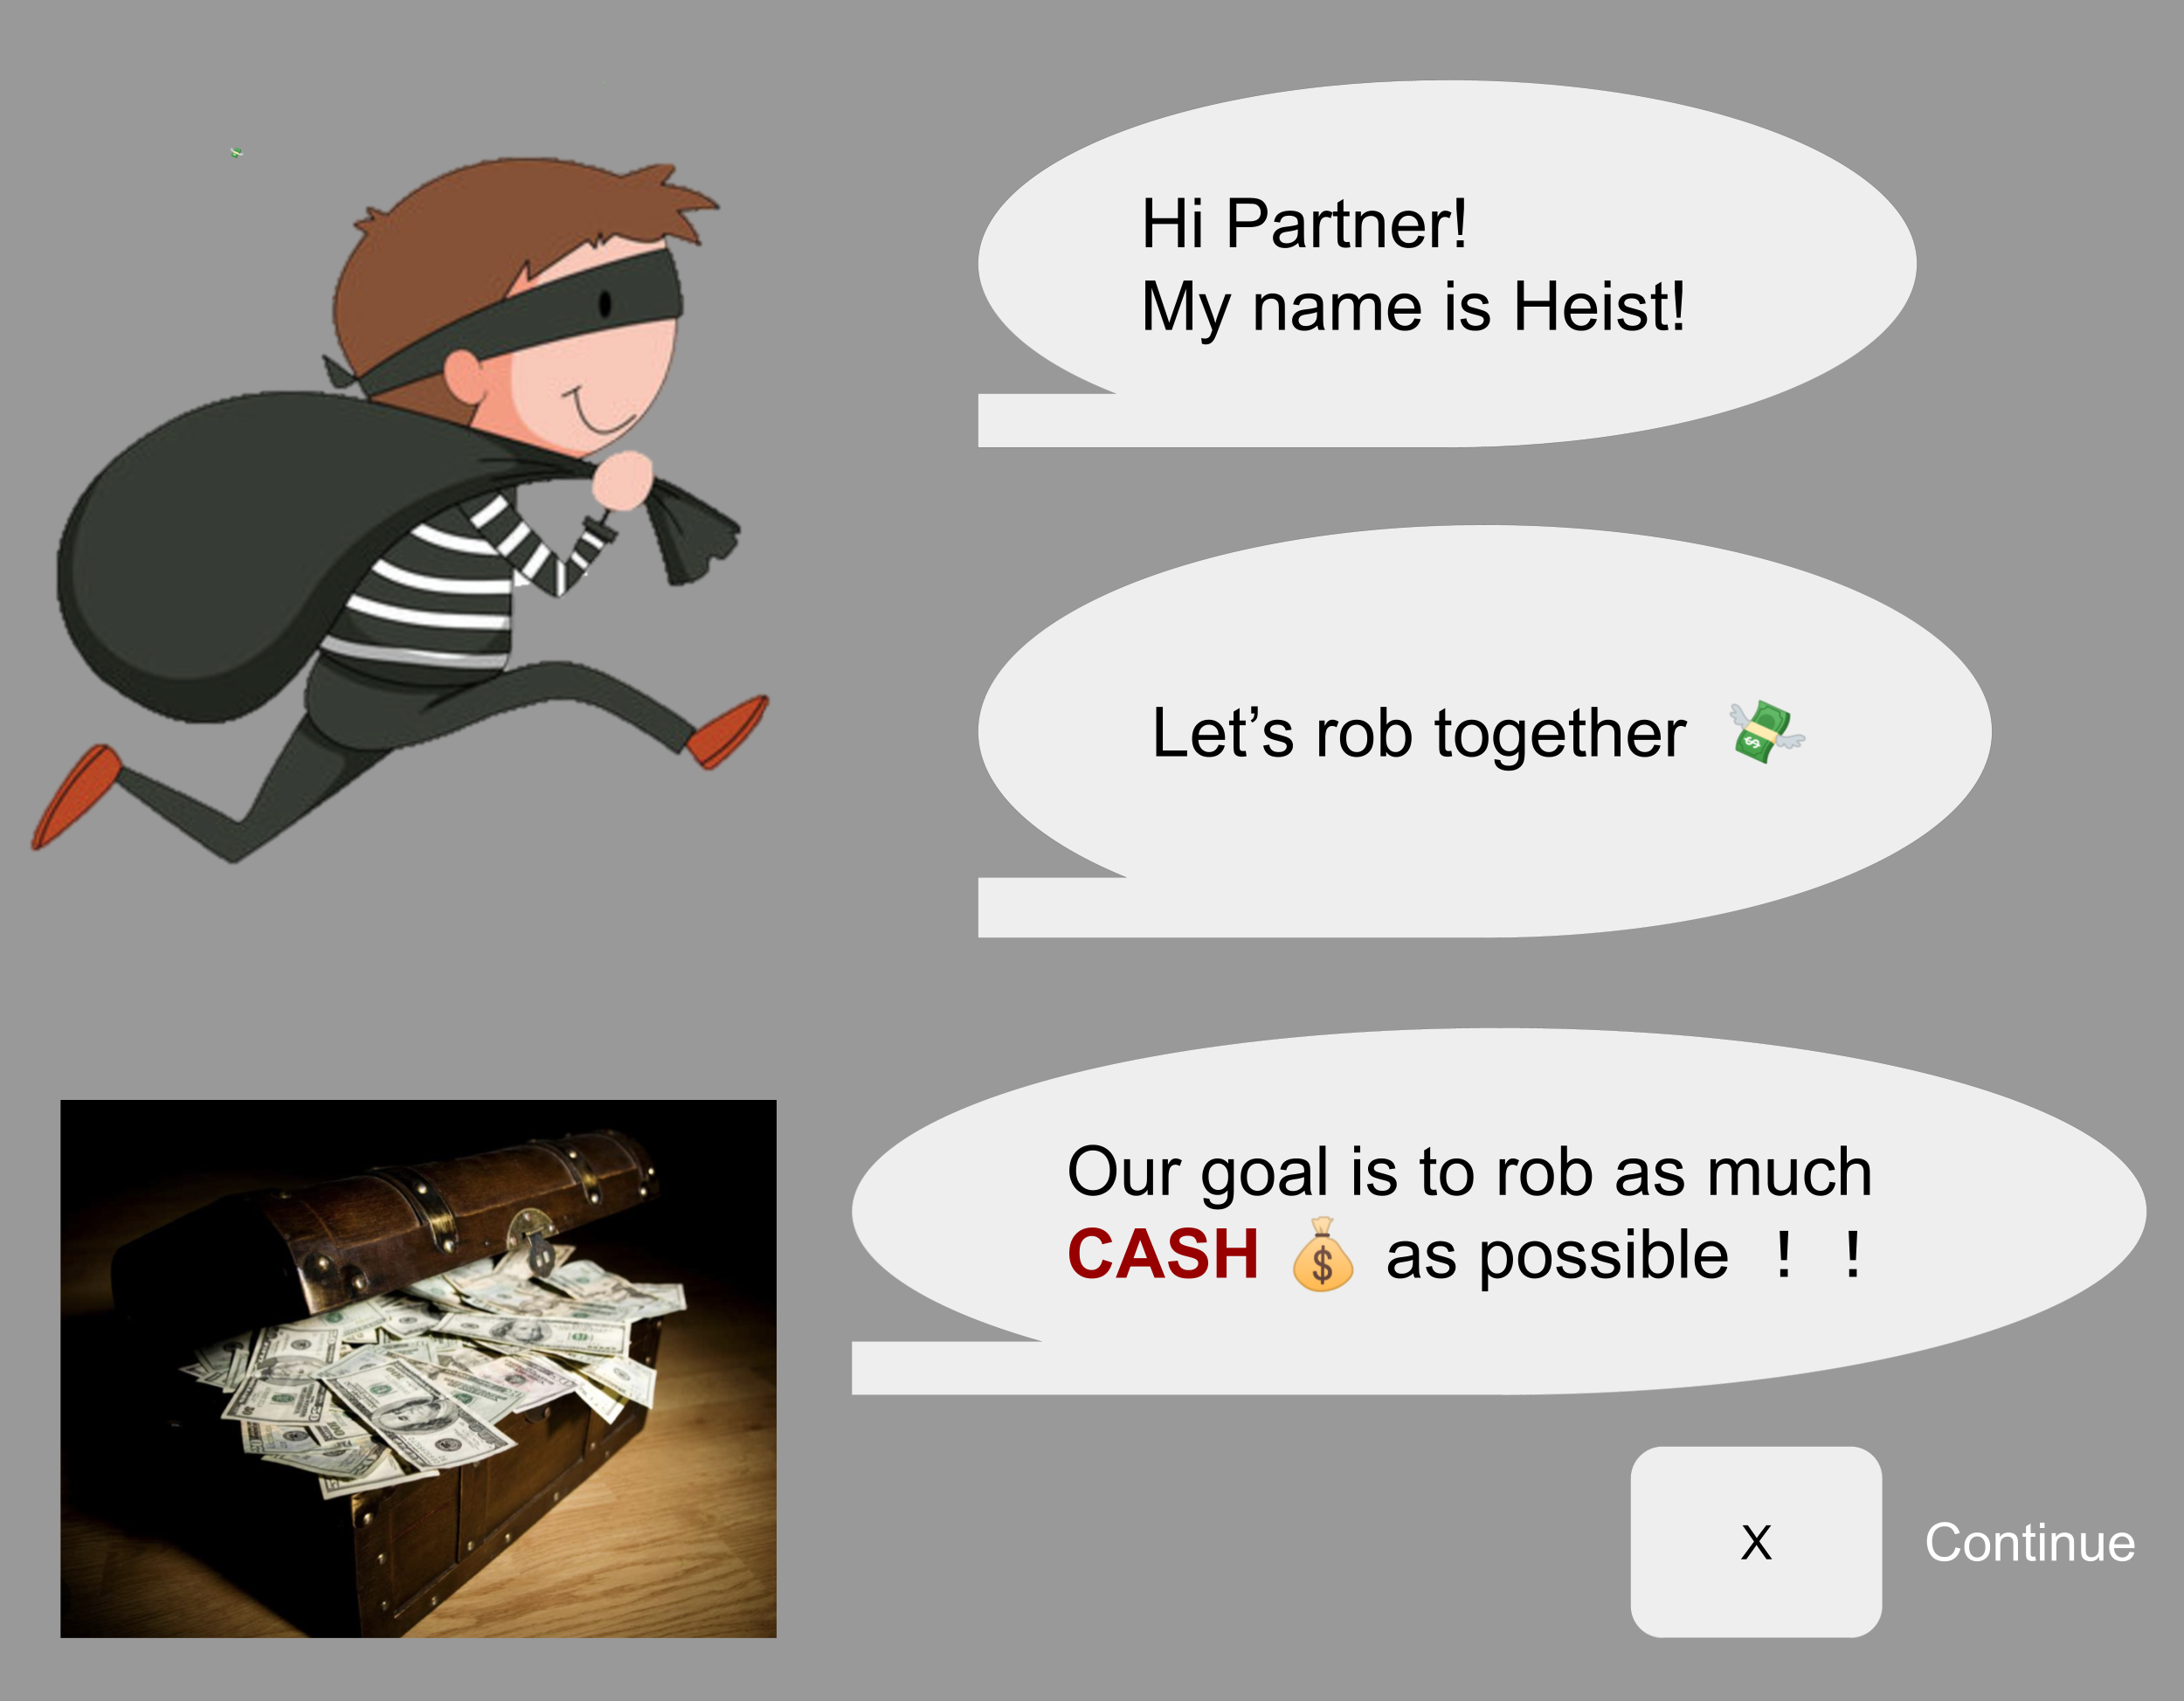 Hi Partner!
My name is Heist!
Let’s rob together 💸
Our goal is to rob as much
CASH 💰 as possible ! !
X
Continue